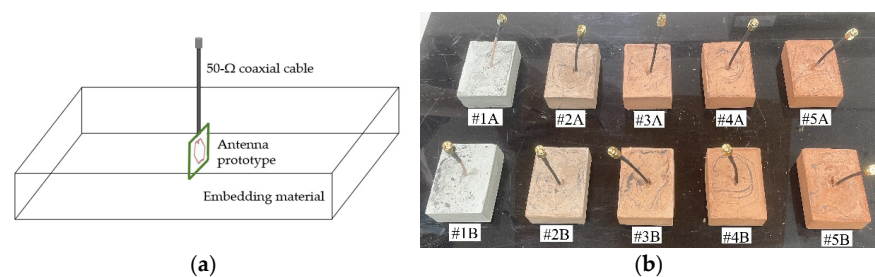 50-Ω coaxial cable
Antenna
prototype
Embedding material
(a)
#1A
#2A
#3A
#4A
#5A
#1B
#2B
#3B
#4B
#5B
(b)